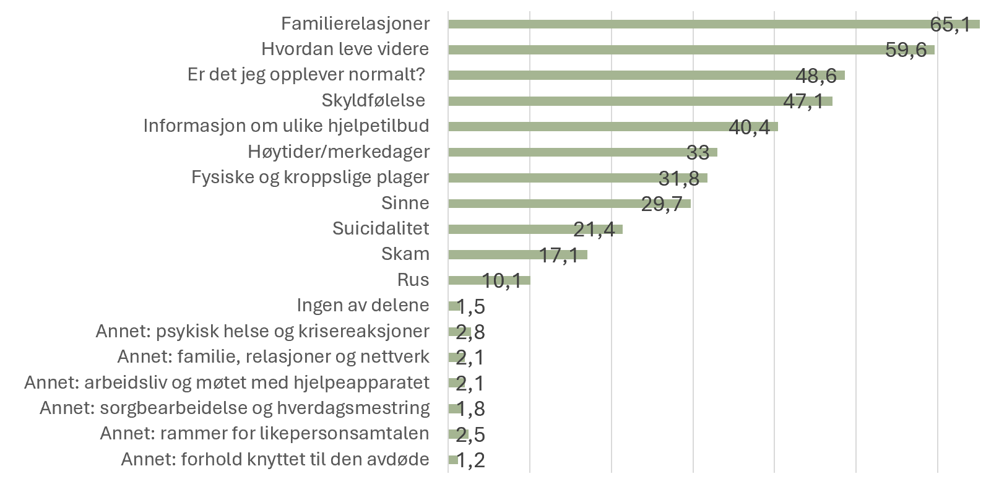 Familierelasjoner 65,1
Hvordan leve videre 59,6
Er det jeg opplever normalt? 48,6
Skyldfølelse 47,1
Informasjon om ulike hjelpetilbud 40,4
Høytider/merkedager 33
Fysiske og kroppslige plager 31,8
Sinne 29,7
Suicidalitet 21,4
Skam 17,1
Rus 10,1
Ingen av delene 1,5
Annet: psykisk helse og krisereaksjoner 2,8
Annet: familie, relasjoner og nettverk 2,1
Annet: arbeidsliv og møtet med hjelpeapparatet 2,1
Annet: sorgbearbeidelse og hverdagsmestring 1,8
Annet: rammer for likepersonsamtalen 2,5
Annet: forhold knyttet til den avdøde 1,2